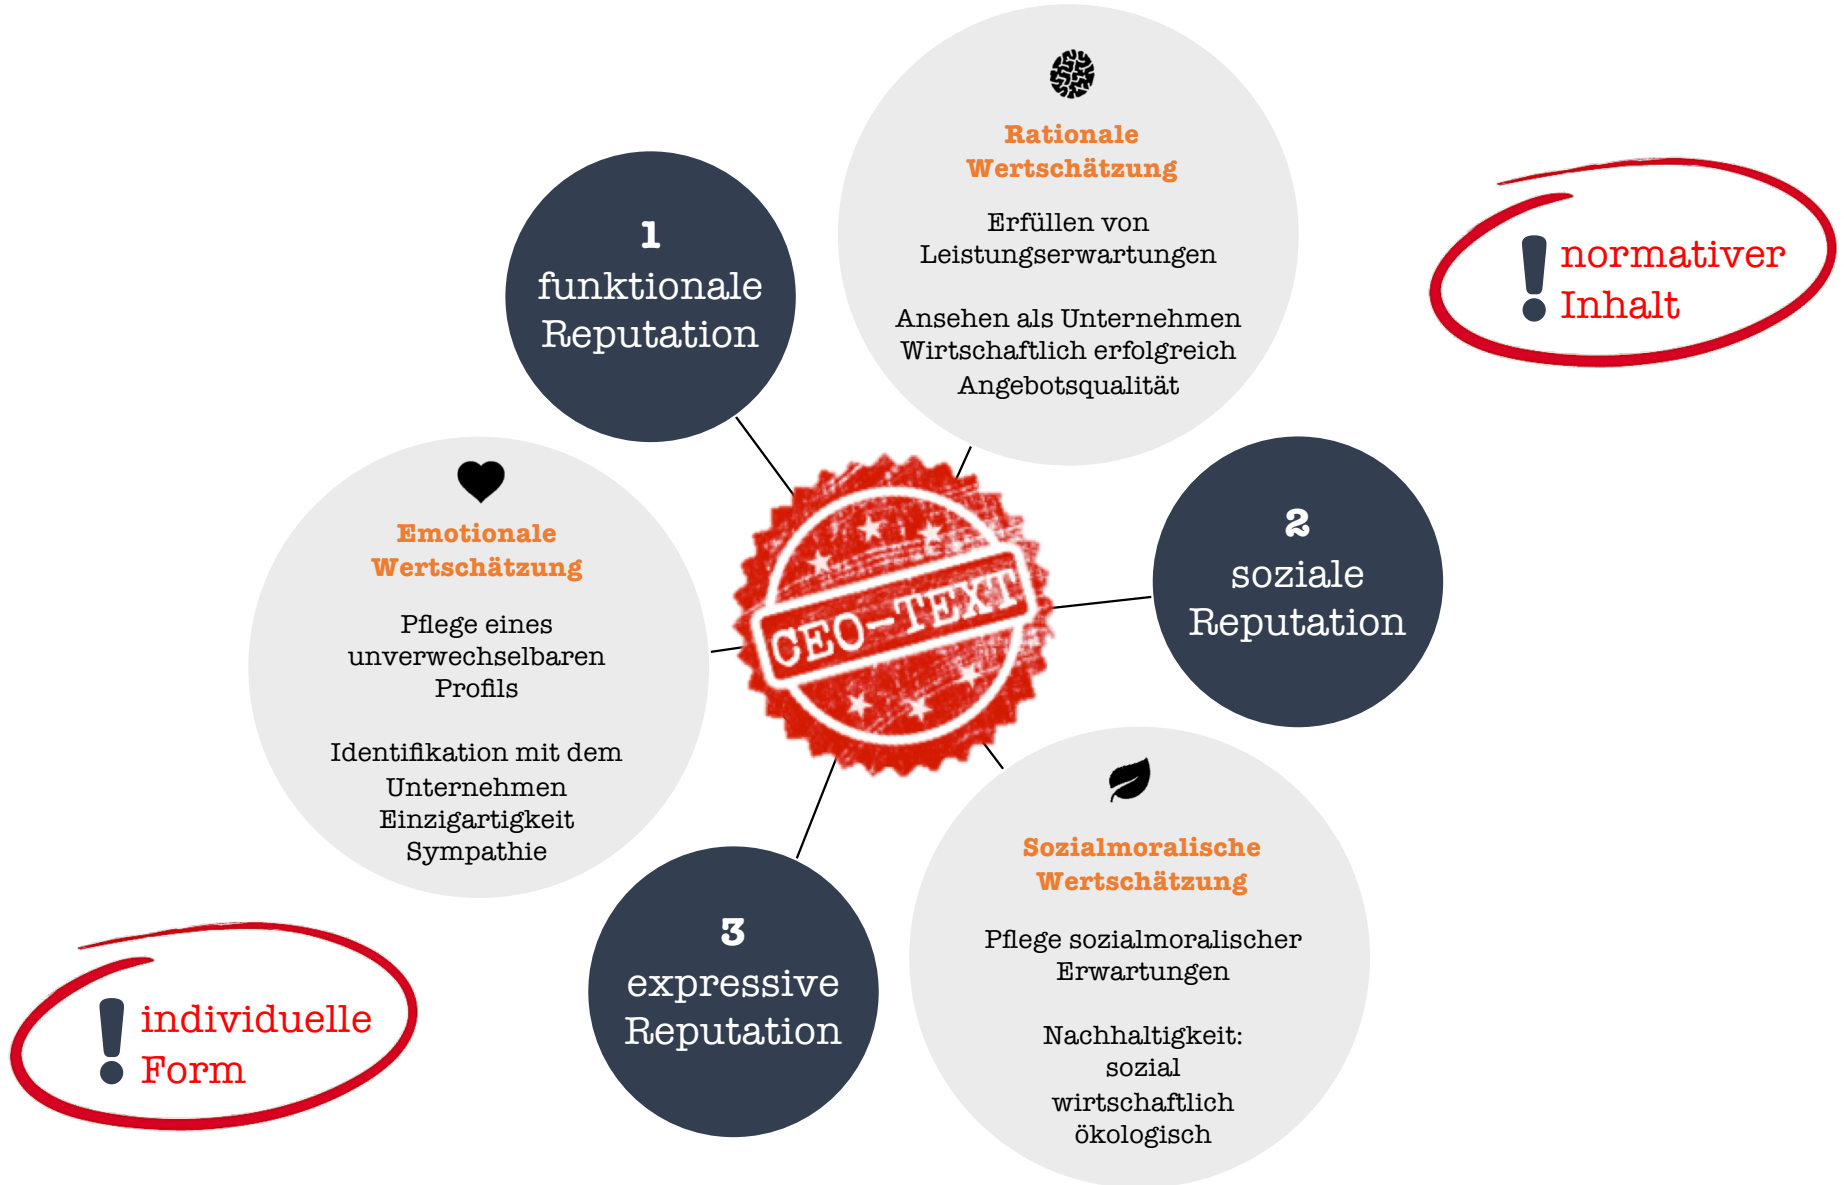 1
funktionale
Reputation
Rationale
Wertschätzung
Erfüllen von
Leistungserwartungen
Ansehen als Unternehmen
Wirtschaftlich erfolgreich
Angebotsqualität
! normativer
Inhalt
2
soziale
Reputation
CEO-TEXT
Emotionale
Wertschätzung
Pflege eines
unverwechselbaren
Profils
Identifikation mit dem
Unternehmen
Einzigartigkeit
Sympathie
Sozialmoralische
Wertschätzung
Pflege sozialmoralischer
Erwartungen
Nachhaltigkeit:
sozial
wirtschaftlich
ökologisch
3
expressive
Reputation
! individuelle
Form